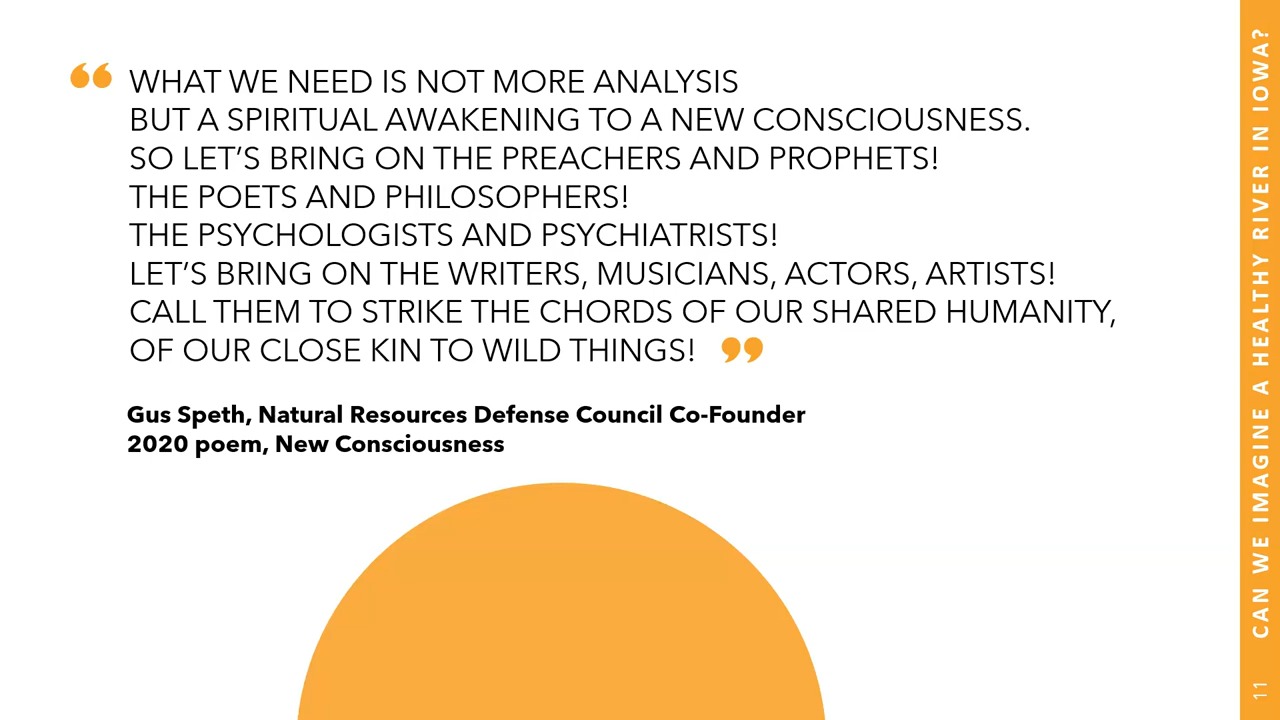 “ WHAT WE NEED IS NOT MORE ANALYSIS
BUT A SPIRITUAL AWAKENING TO A NEW CONSCIOUSNESS.
SO LET’S BRING ON THE PREACHERS AND PROPHETS!
THE POETS AND PHILOSOPHERS!
THE PSYCHOLOGISTS AND PSYCHIATRISTS!
LET’S BRING ON THE WRITERS, MUSICIANS, ACTORS, ARTISTS!
CALL THEM TO STRIKE THE CHORDS OF OUR SHARED HUMANITY,
OF OUR CLOSE KIN TO WILD THINGS! ”
Gus Speth, Natural Resources Defense Council Co-Founder
2020 poem, New Consciousness
CAN WE IMAGINE A HEALTHY RIVER IN IOWA?
11